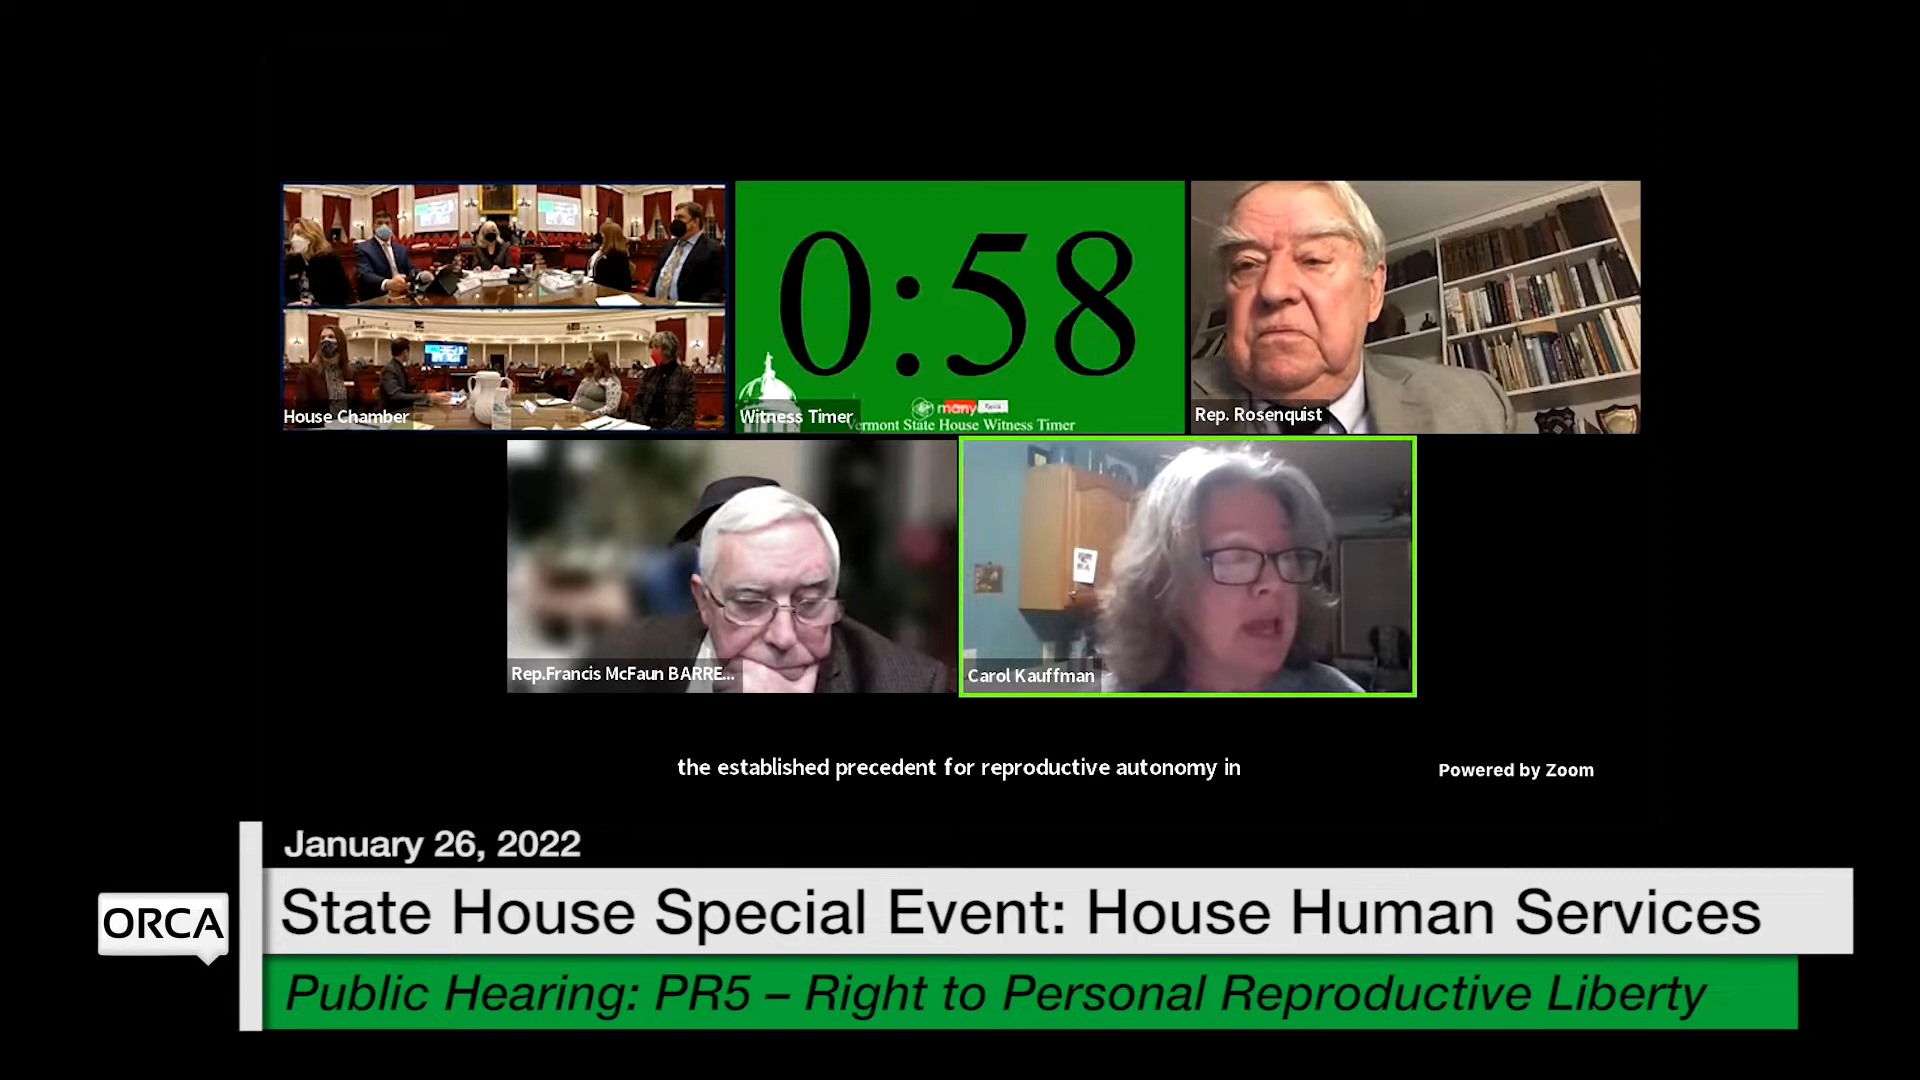 0:58
House Chamber
Witness Timer
many
Vermont State House Witness Timer
Rep. Rosenquist
Rep.Francis McFaun BARRE...
Carol Kauffman
the established precedent for reproductive autonomy in
Powered by Zoom
January 26, 2022
ORCA
State House Special Event: House Human Services
Public Hearing: PR5 – Right to Personal Reproductive Liberty